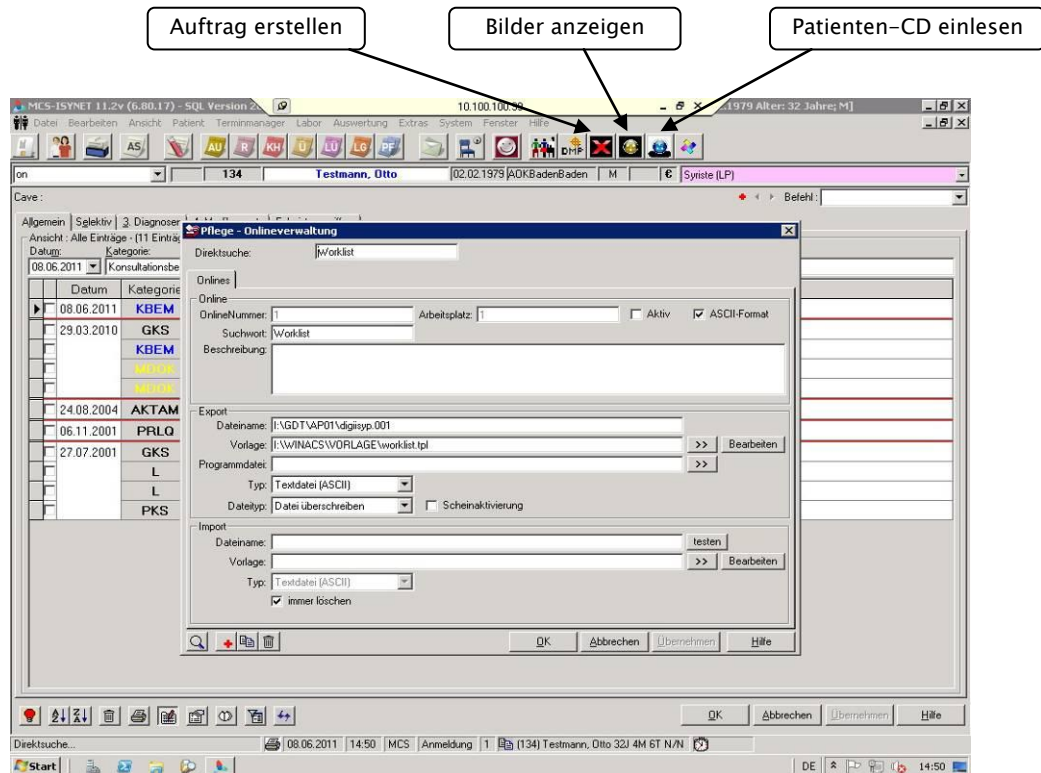 Auftrag erstellen
Bilder anzeigen
Patienten-CD einlesen
MCS-ISYNET 11.2v (6.80.17) - SQL Version
10.100.100.
1979 Alter: 32 Jahre; M]
Datei Bearbeiten Ansicht Patient Terminmanager Labor Auswertung Extras System Fenster Hilfe
AS AU R KH Ü LÜ LG PF DMP
on 134 Testmann, Otto 02.02.1979 AOKBadenBaden M € Syriste (LP)
Cave : Befehl :
Allgemein Selektiv 3. Diagnosen
Ansicht : Alle Einträge - (11 Einträg
Datum: Kategorie:
08.06.2011 Konsultationsbe
Datum Kategorie
08.06.2011 KBEM
29.03.2010 GKS
KBEM
24.08.2004 AKTAM
06.11.2001 PRLQ
27.07.2001 GKS
L
L
PKS
Pflege - Onlineverwaltung
Direktsuche: Worklist
Onlines
Online
OnlineNummer: 1 Arbeitsplatz: 1 Aktiv ASCII-Format
Suchwort: Worklist
Beschreibung:
Export
Dateiname: I:\GDT\AP01\digiisyp.001
Vorlage: I:\WINACS\VORLAGE\worklist.tpl >> Bearbeiten
Programmdatei: >>
Typ: Textdatei (ASCII)
Dateityp: Datei überschreiben Scheinaktivierung
Import
Dateiname: testen
Vorlage: >> Bearbeiten
Typ: Textdatei (ASCII)
immer löschen
OK Abbrechen Übernehmen Hilfe
OK Abbrechen Übernehmen Hilfe
Direktsuche... 08.06.2011 14:50 MCS Anmeldung 1 (134) Testmann, Otto 32J 4M 6T N/N
Start DE 14:50